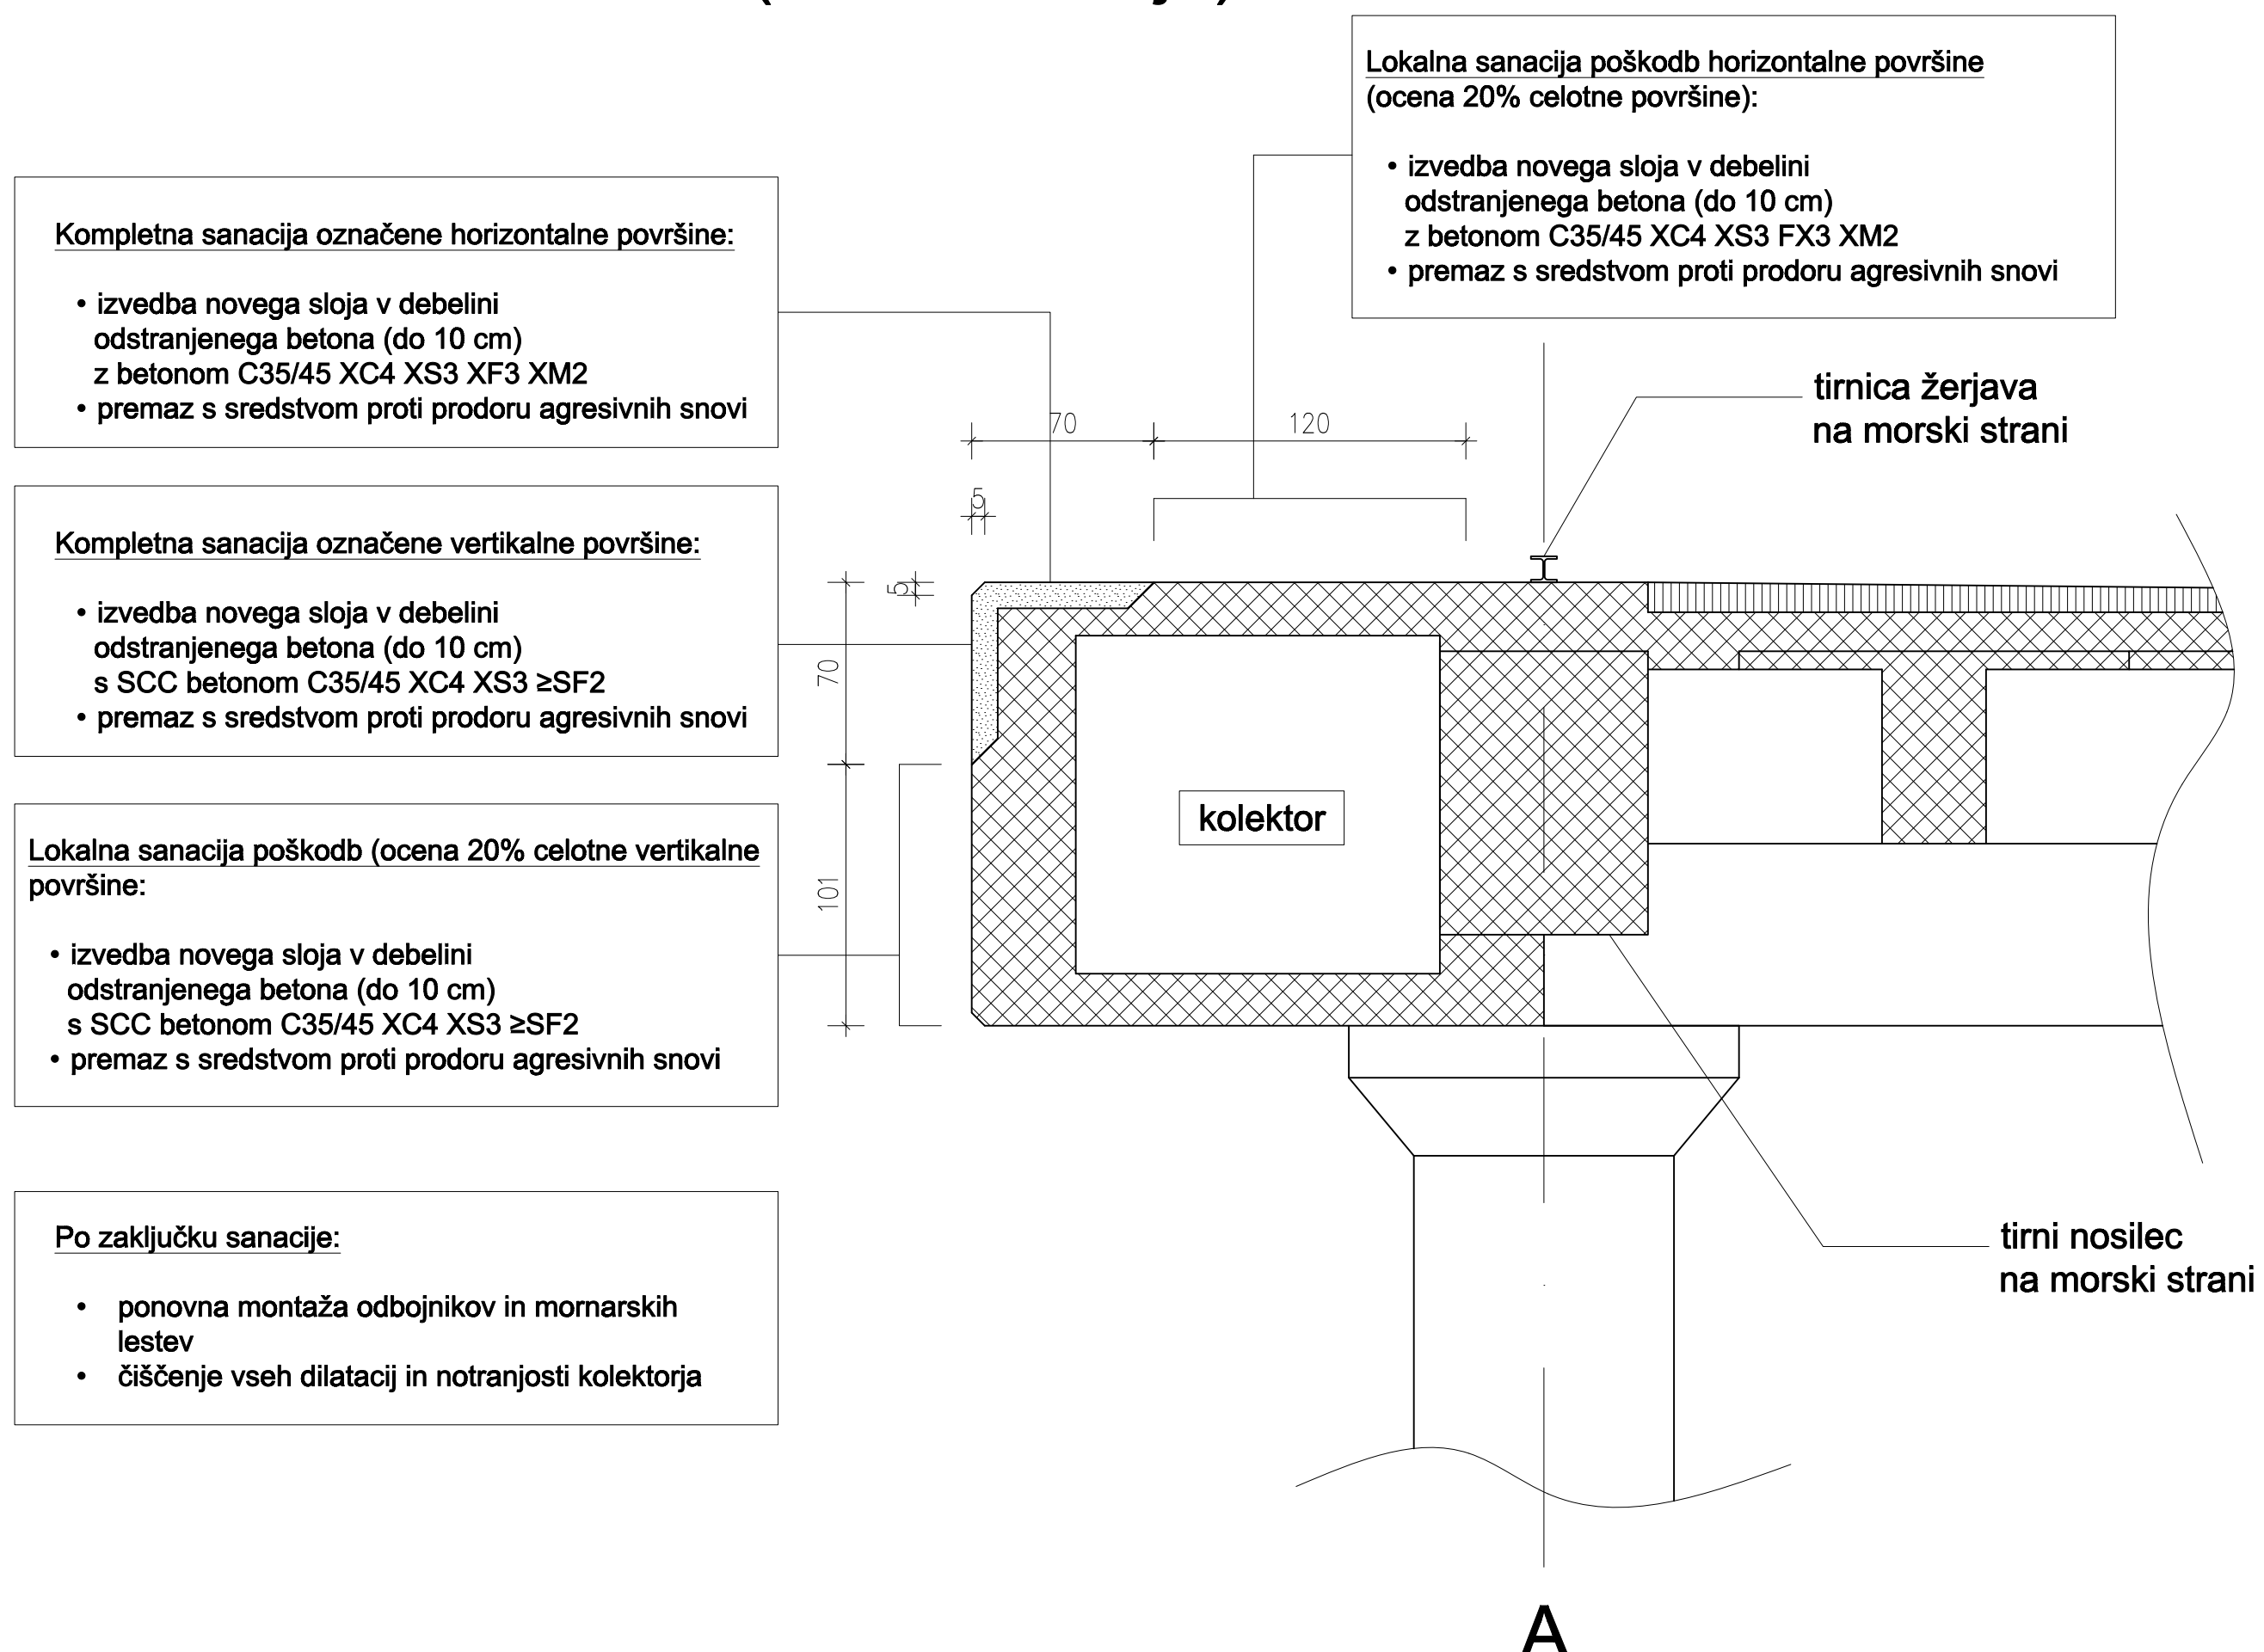 Lokalna sanacija poškodb horizontalne površine
(ocena 20% celotne površine):
• izvedba novega sloja v debelini
odstranjenega betona (do 10 cm)
z betonom C35/45 XC4 XS3 FX3 XM2
• premaz s sredstvom proti prodoru agresivnih snovi
Kompletna sanacija označene horizontalne površine:
• izvedba novega sloja v debelini
odstranjenega betona (do 10 cm)
z betonom C35/45 XC4 XS3 XF3 XM2
• premaz s sredstvom proti prodoru agresivnih snovi
Kompletna sanacija označene vertikalne površine:
• izvedba novega sloja v debelini
odstranjenega betona (do 10 cm)
s SCC betonom C35/45 XC4 XS3 ≥SF2
• premaz s sredstvom proti prodoru agresivnih snovi
Lokalna sanacija poškodb (ocena 20% celotne vertikalne
površine:
• izvedba novega sloja v debelini
odstranjenega betona (do 10 cm)
s SCC betonom C35/45 XC4 XS3 ≥SF2
• premaz s sredstvom proti prodoru agresivnih snovi
Po zaključku sanacije:
• ponovna montaža odbojnikov in mornarskih
lestev
• čiščenje vseh dilatacij in notranjosti kolektorja
70
120
5
5
70
101
tirnica žerjava
na morski strani
kolektor
tirni nosilec
na morski strani
A